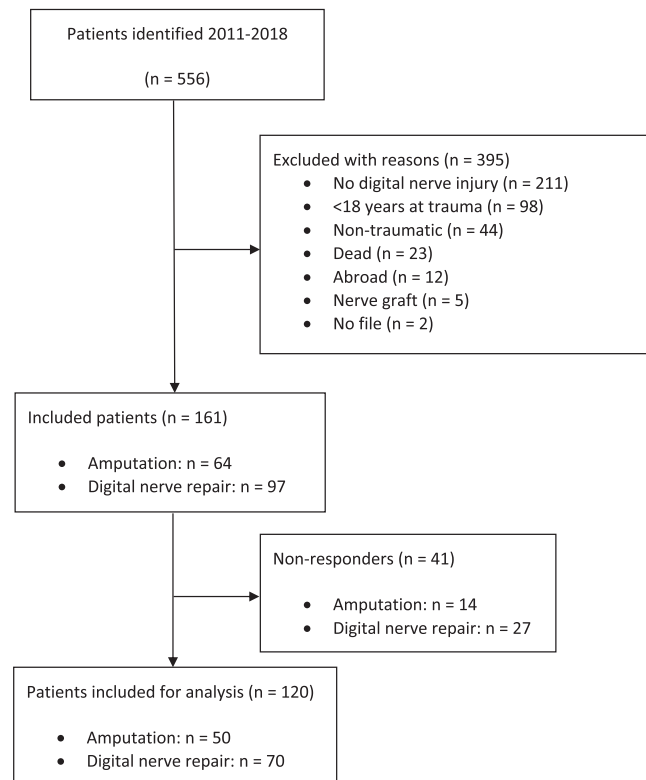 Patients identified 2011-2018
(n = 556)
Excluded with reasons (n = 395)
• No digital nerve injury (n = 211)
• <18 years at trauma (n = 98)
• Non-traumatic (n = 44)
• Dead (n = 23)
• Abroad (n = 12)
• Nerve graft (n = 5)
• No file (n = 2)
Included patients (n = 161)
• Amputation: n = 64
• Digital nerve repair: n = 97
Non-responders (n = 41)
• Amputation: n = 14
• Digital nerve repair: n = 27
Patients included for analysis (n = 120)
• Amputation: n = 50
• Digital nerve repair: n = 70